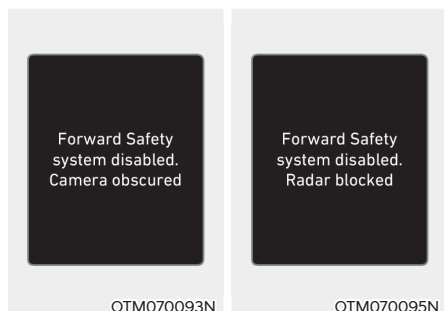 Forward Safety
system disabled.
Camera obscured
OTM070093N
Forward Safety
system disabled.
Radar blocked
OTM070095N